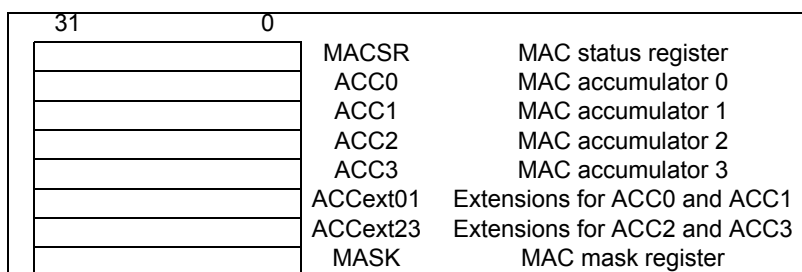 31 0
MACSR MAC status register
ACC0 MAC accumulator 0
ACC1 MAC accumulator 1
ACC2 MAC accumulator 2
ACC3 MAC accumulator 3
ACCext01 Extensions for ACC0 and ACC1
ACCext23 Extensions for ACC2 and ACC3
MASK MAC mask register